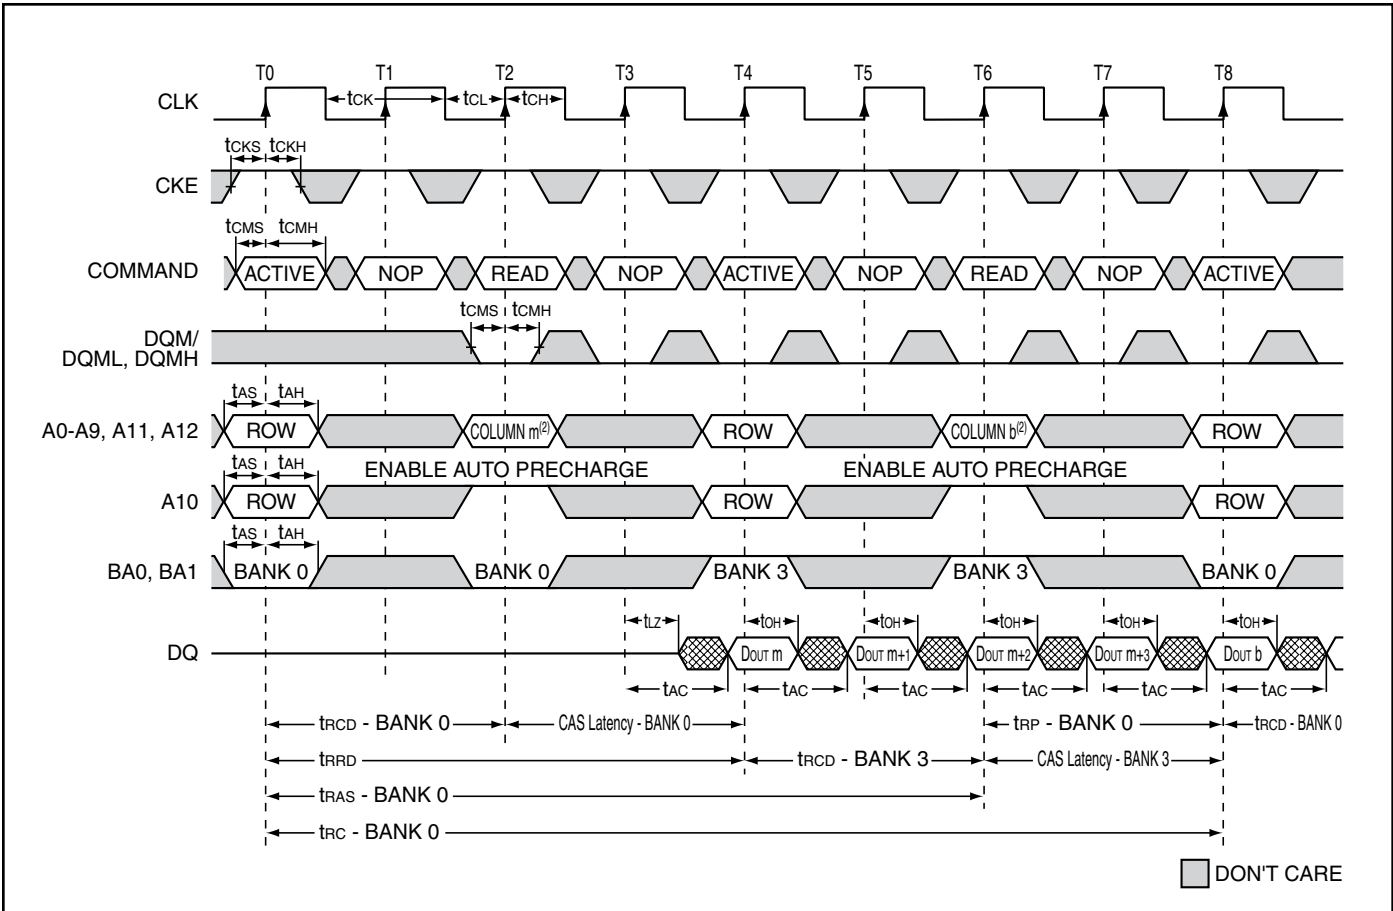 T0 T1 T2 T3 T4 T5 T6 T7 T8
CLK tCK tCL tCH
tCKS tCKH
CKE
tCMS tCMH
COMMAND ACTIVE NOP READ NOP ACTIVE NOP READ NOP ACTIVE
tCMS tCMH
DQM/
DQML, DQMH
tAS tAH
A0-A9, A11, A12 ROW COLUMN m(2) ROW COLUMN b(2) ROW
tAS tAH ENABLE AUTO PRECHARGE ENABLE AUTO PRECHARGE
A10 ROW ROW ROW
tAS tAH
BA0, BA1 BANK 0 BANK 0 BANK 3 BANK 3 BANK 0
tLZ tOH tOH tOH tOH tOH
DQ DOUT m DOUT m+1 DOUT m+2 DOUT m+3 DOUT b
tAC tAC tAC tAC tAC tAC
tRCD - BANK 0 CAS Latency - BANK 0 tRP - BANK 0 tRCD - BANK 0
tRRD tRCD - BANK 3 CAS Latency - BANK 3
tRAS - BANK 0
tRC - BANK 0
DON'T CARE